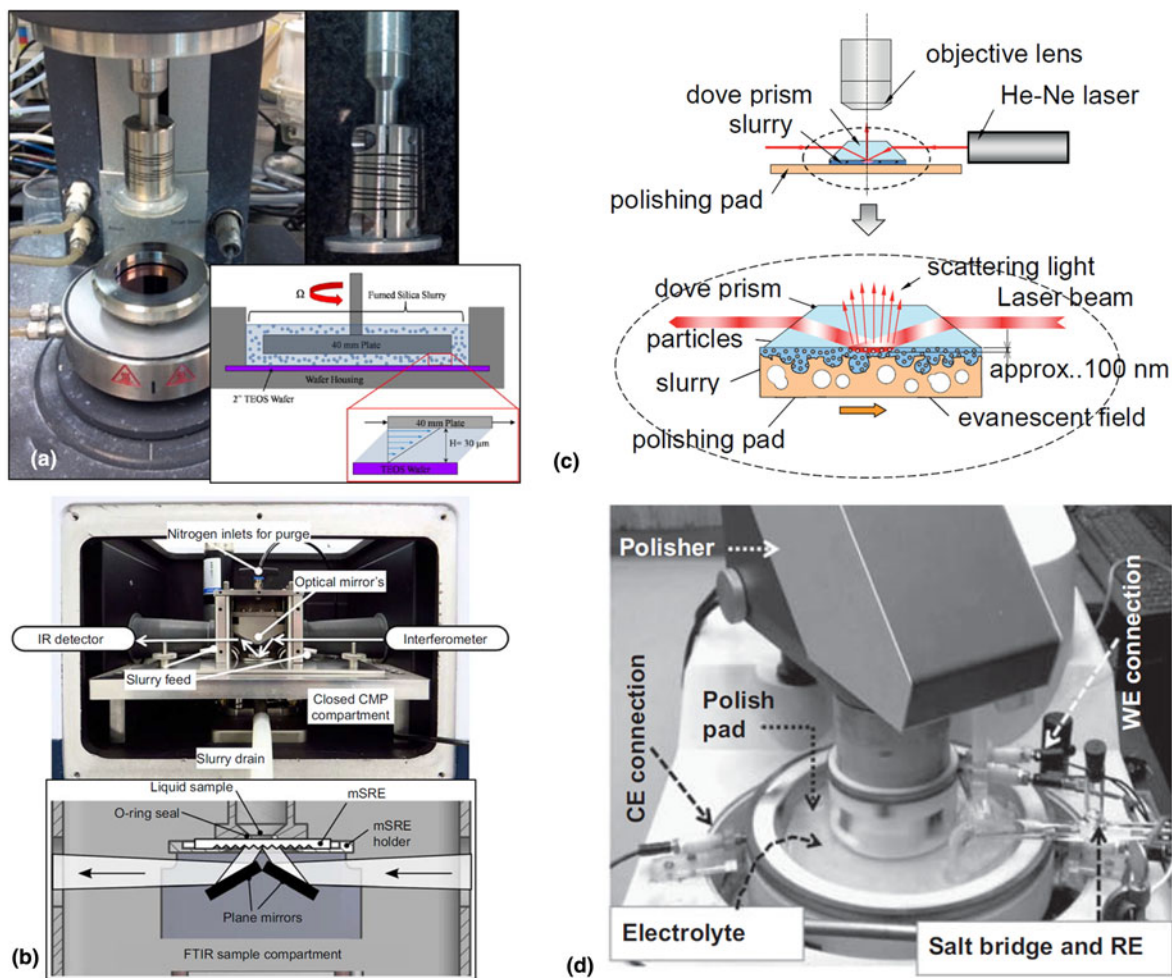 Ω
Fumed Silica Slurry
40 mm Plate
Wafer Housing
2" TEOS Wafer
40 mm Plate
H= 30 μm
TEOS Wafer
(a)
Nitrogen inlets for purge
Optical mirror's
IR detector
Interferometer
Slurry feed
Closed CMP
compartment
Slurry drain
Liquid sample
O-ring seal
mSRE
mSRE
holder
Plane mirrors
FTIR sample compartment
(b)
objective lens
dove prism
He-Ne laser
slurry
polishing pad
scattering light
dove prism
Laser beam
particles
slurry
approx..100 nm
evanescent field
polishing pad
(c)
Polisher
Polish
pad
CE connection
WE connection
Electrolyte
Salt bridge and RE
(d)